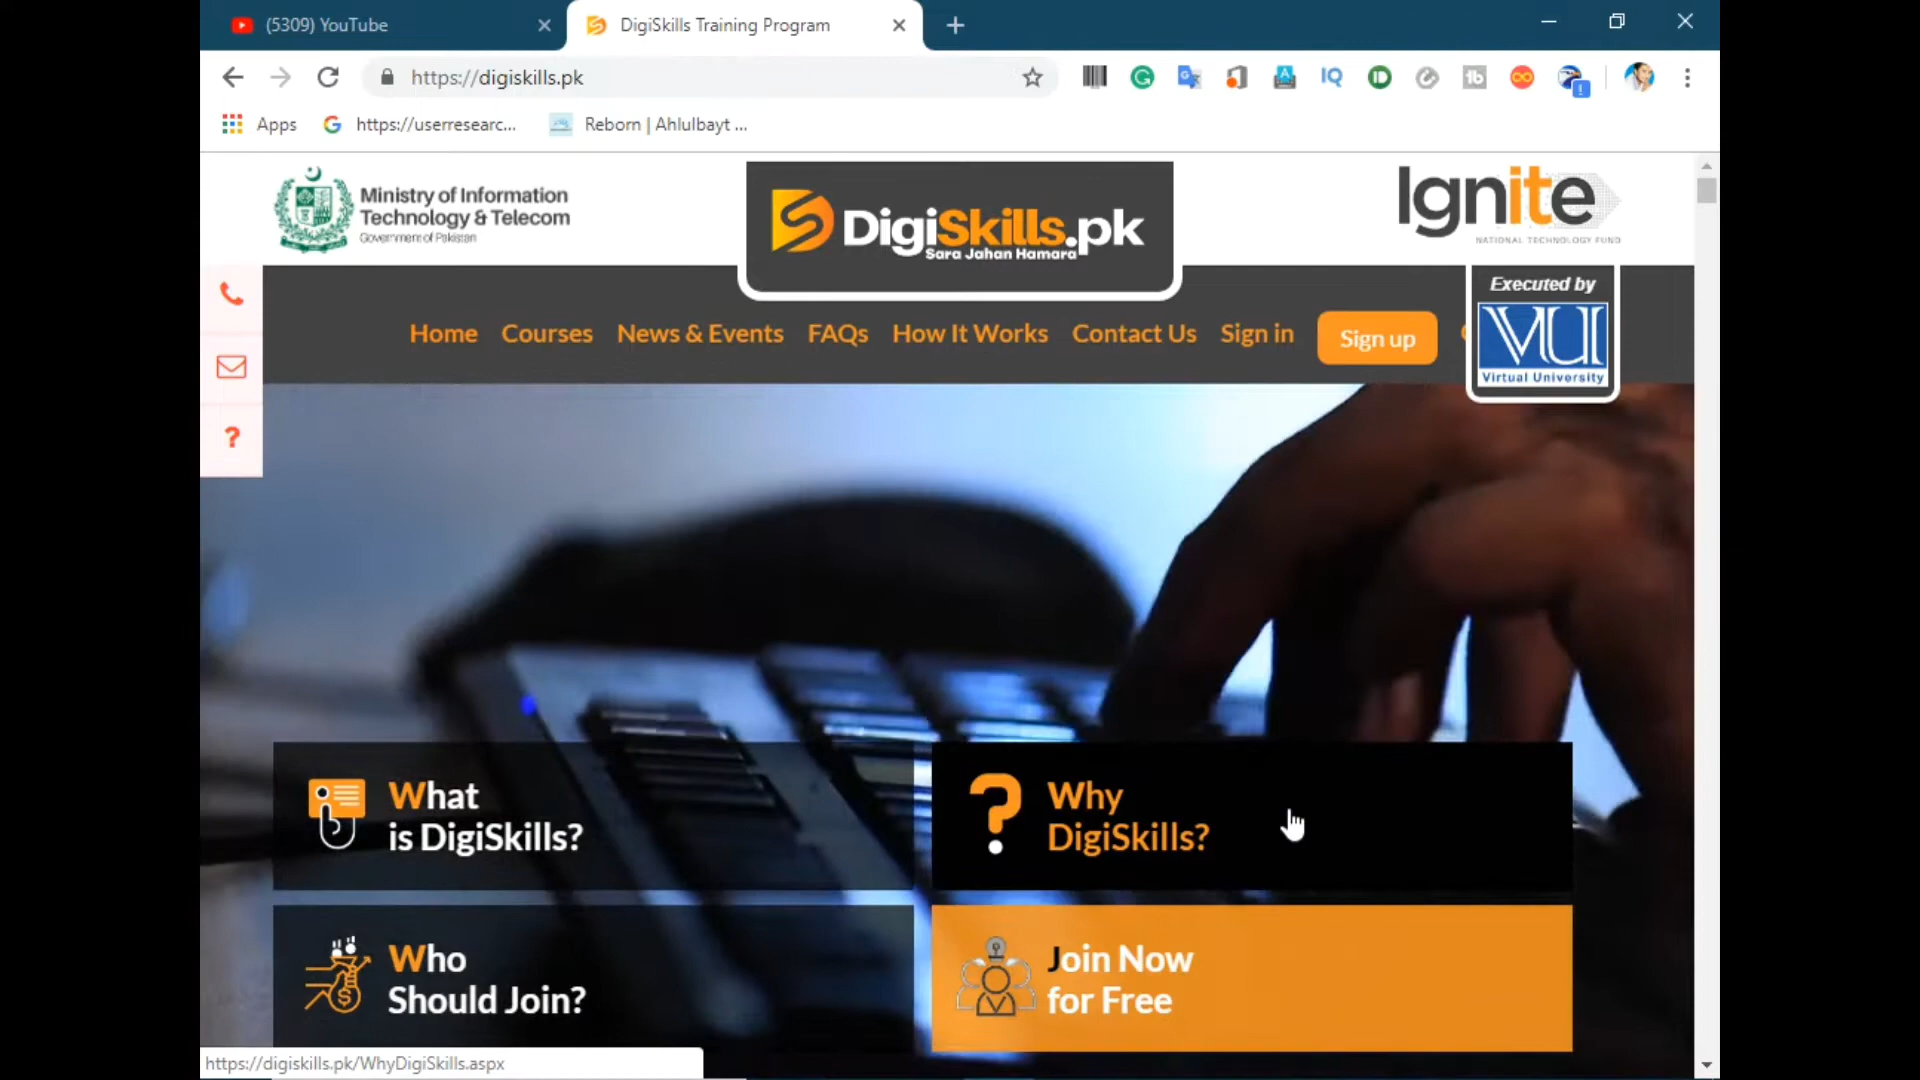 (5309) YouTube
DigiSkills Training Program
https://digiskills.pk
Apps
https://userresearc...
Reborn | Ahlulbayt ...
Ministry of Information
Technology & Telecom
Government of Pakistan
DigiSkills.pk
Sara Jahan Hamara
Ignite
NATIONAL TECHNOLOGY FUND
Executed by
VU
Virtual University
Home
Courses
News & Events
FAQs
How It Works
Contact Us
Sign in
Sign up
What
is DigiSkills?
Why
DigiSkills?
Who
Should Join?
Join Now
for Free
https://digiskills.pk/WhyDigiSkills.aspx